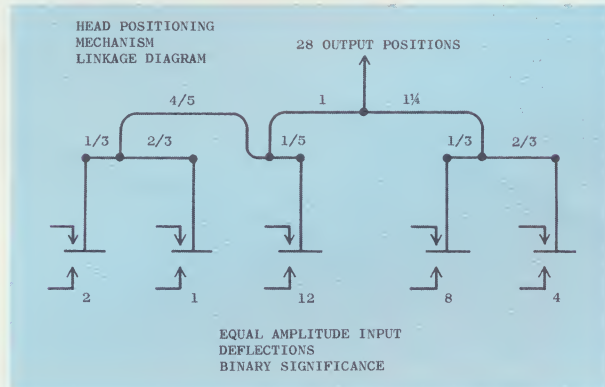 HEAD POSITIONING
MECHANISM
LINKAGE DIAGRAM
28 OUTPUT POSITIONS
4/5
1
1¼
1/3
2/3
1/5
1/3
2/3
2
1
12
8
4
EQUAL AMPLITUDE INPUT
DEFLECTIONS
BINARY SIGNIFICANCE